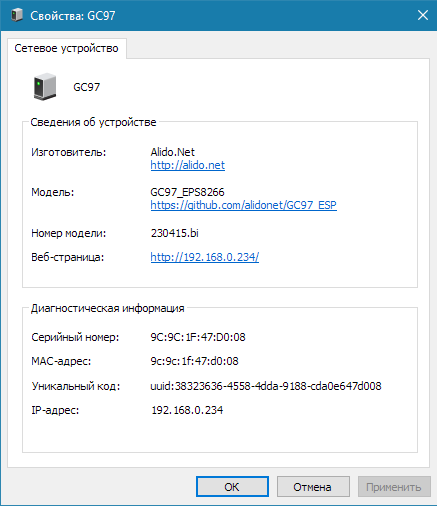 Свойства: GC97
Сетевое устройство
GC97
Сведения об устройстве
Изготовитель: Alido.Net
http://alido.net
Модель: GC97_EPS8266
https://github.com/alidonet/GC97_ESP
Номер модели: 230415.bi
Веб-страница: http://192.168.0.234/
Диагностическая информация
Серийный номер: 9C:9C:1F:47:D0:08
MAC-адрес: 9c:9c:1f:47:d0:08
Уникальный код: uuid:38323636-4558-4dda-9188-cda0e647d008
IP-адрес: 192.168.0.234
ОК Отмена Применить